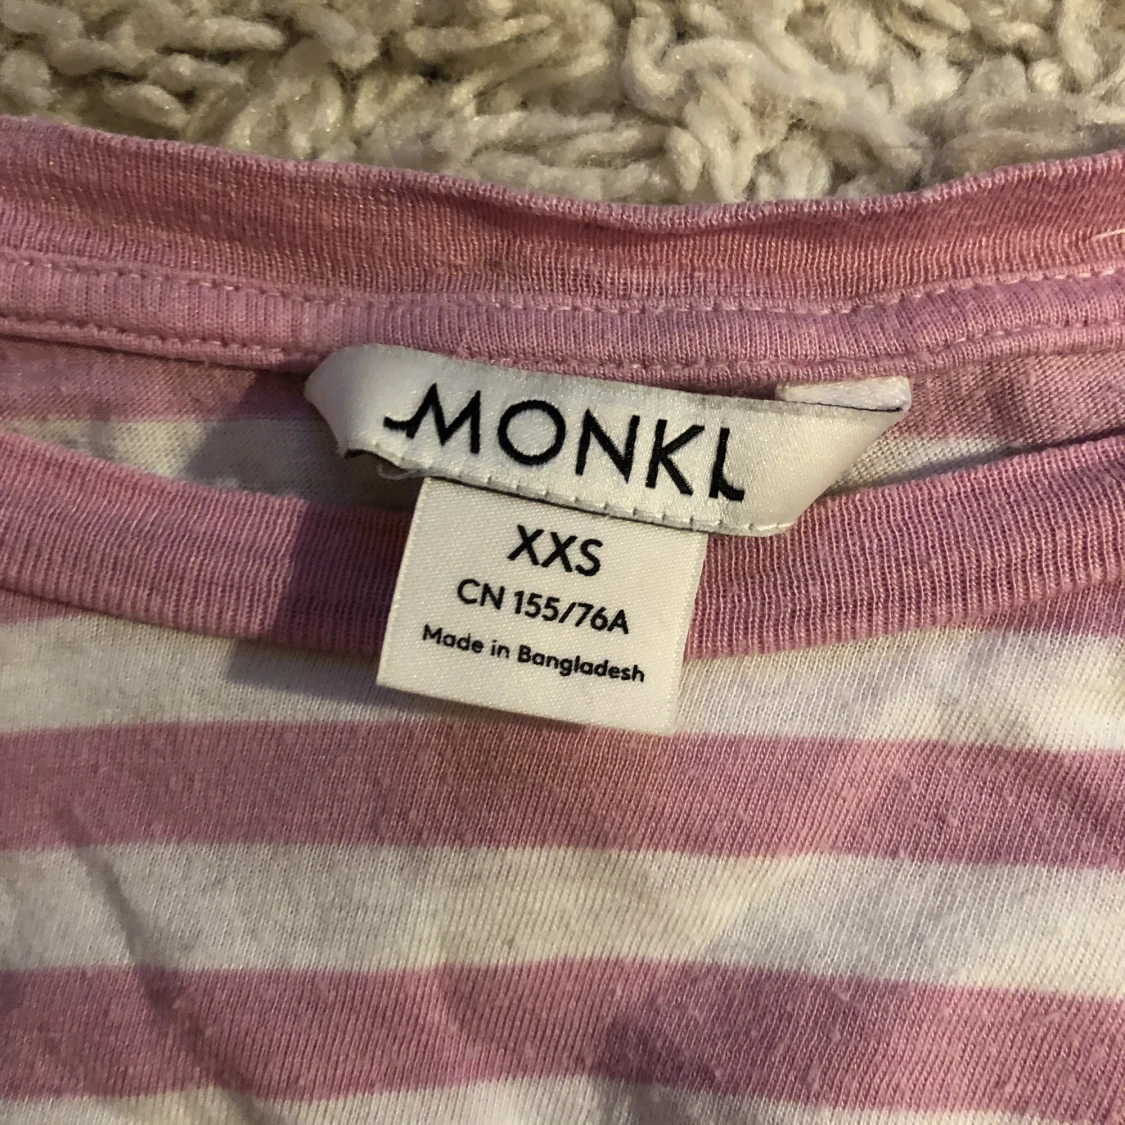 MONKI
XXS
CN 155/76A
Made in Bangladesh